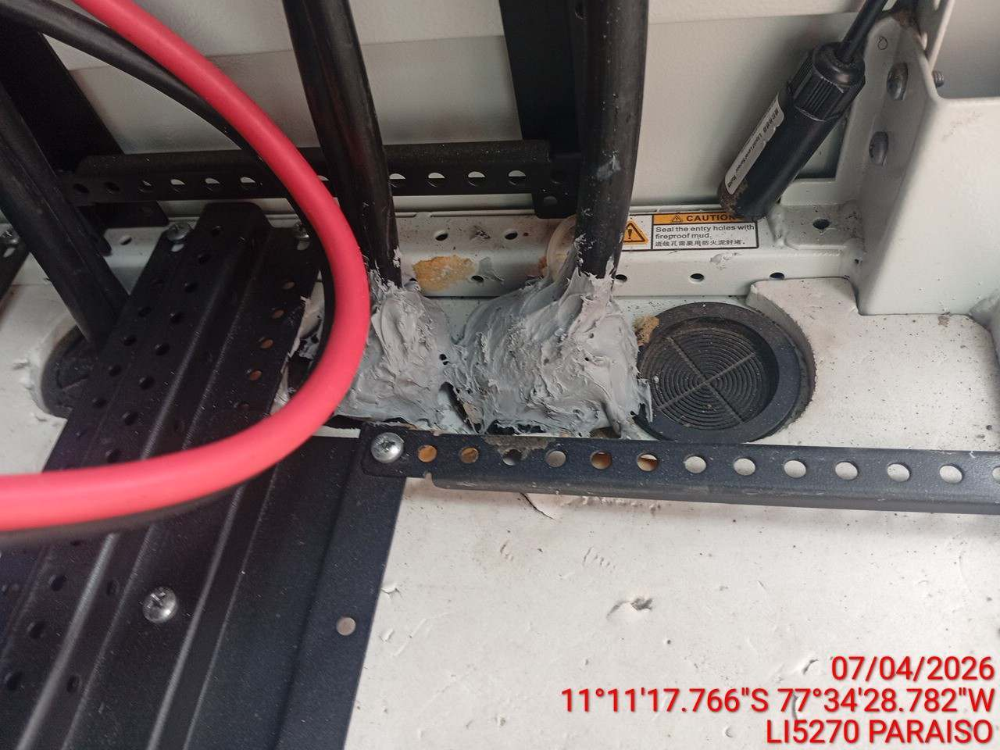 CAUTION
Seal the entry holes with
fireproof mud.
进线孔需要用防火泥封堵。
07/04/2026
11°11'17.766"S 77°34'28.782"W
LI5270 PARAISO